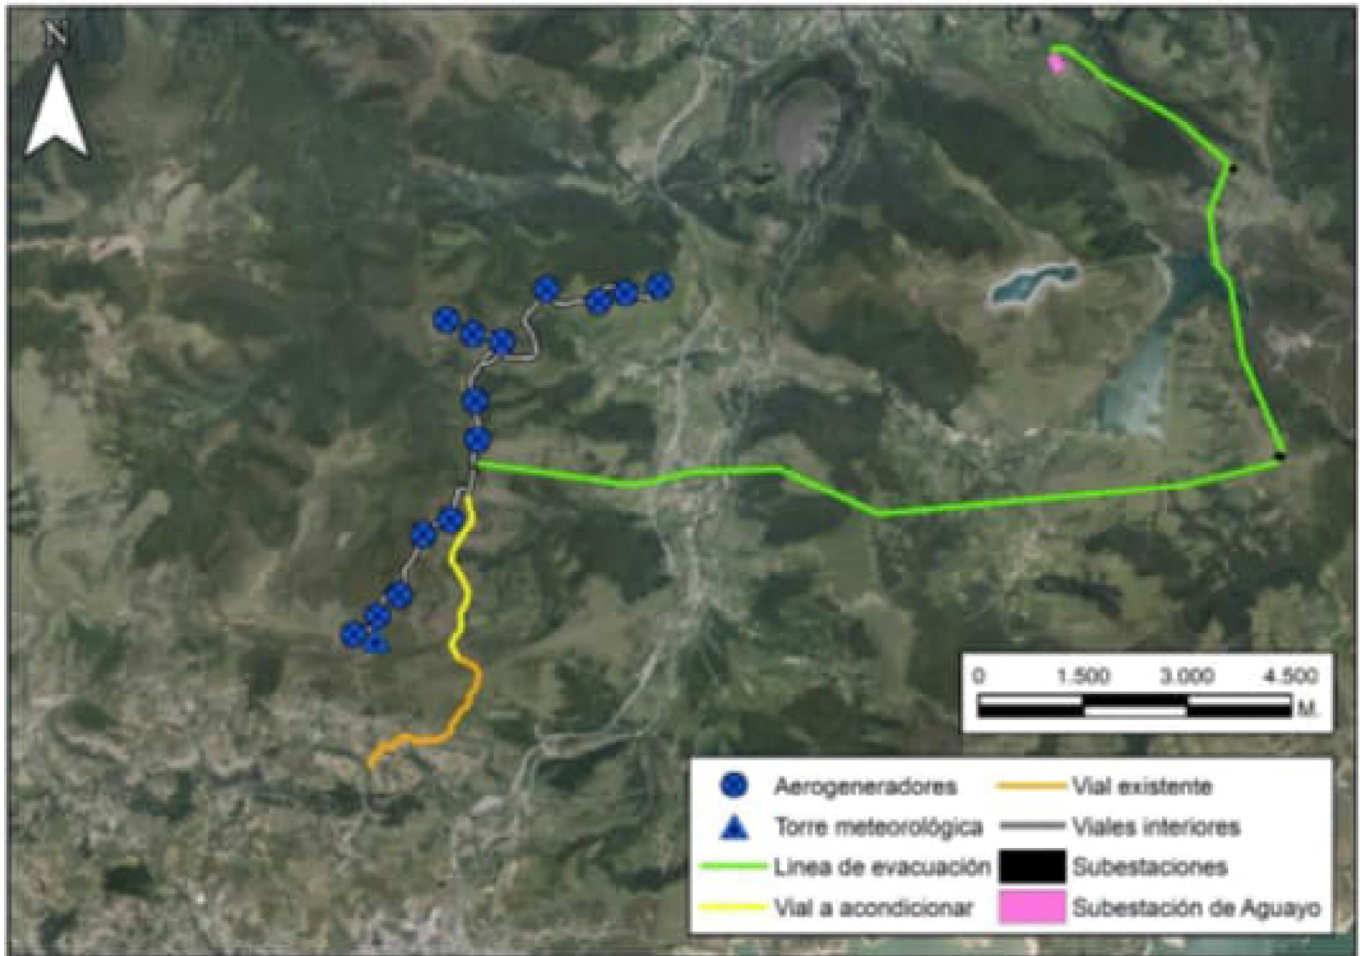 N
0 1.500 3.000 4.500
M.
Aerogeneradores
Vial existente
Torre meteorológica
Viales interiores
Línea de evacuación
Subestaciones
Vial a acondicionar
Subestación de Aguayo